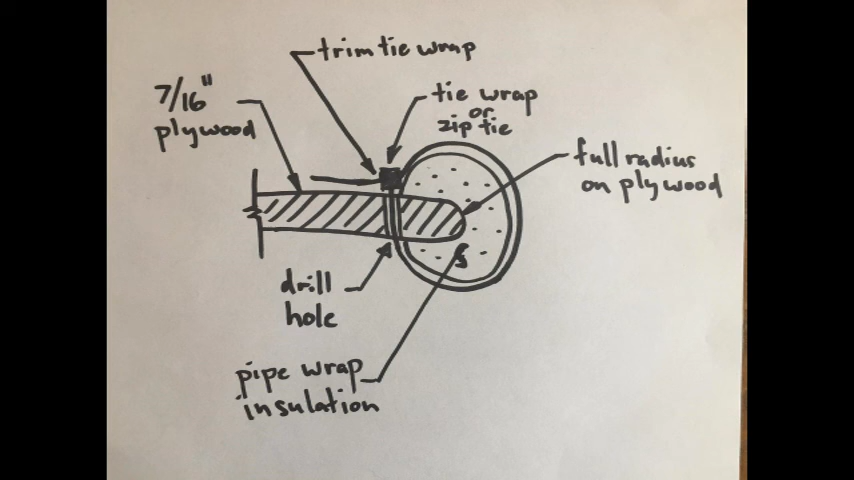 trim tie wrap
7/16"
plywood
tie wrap
or
zip tie
full radius
on plywood
drill
hole
pipe wrap
insulation